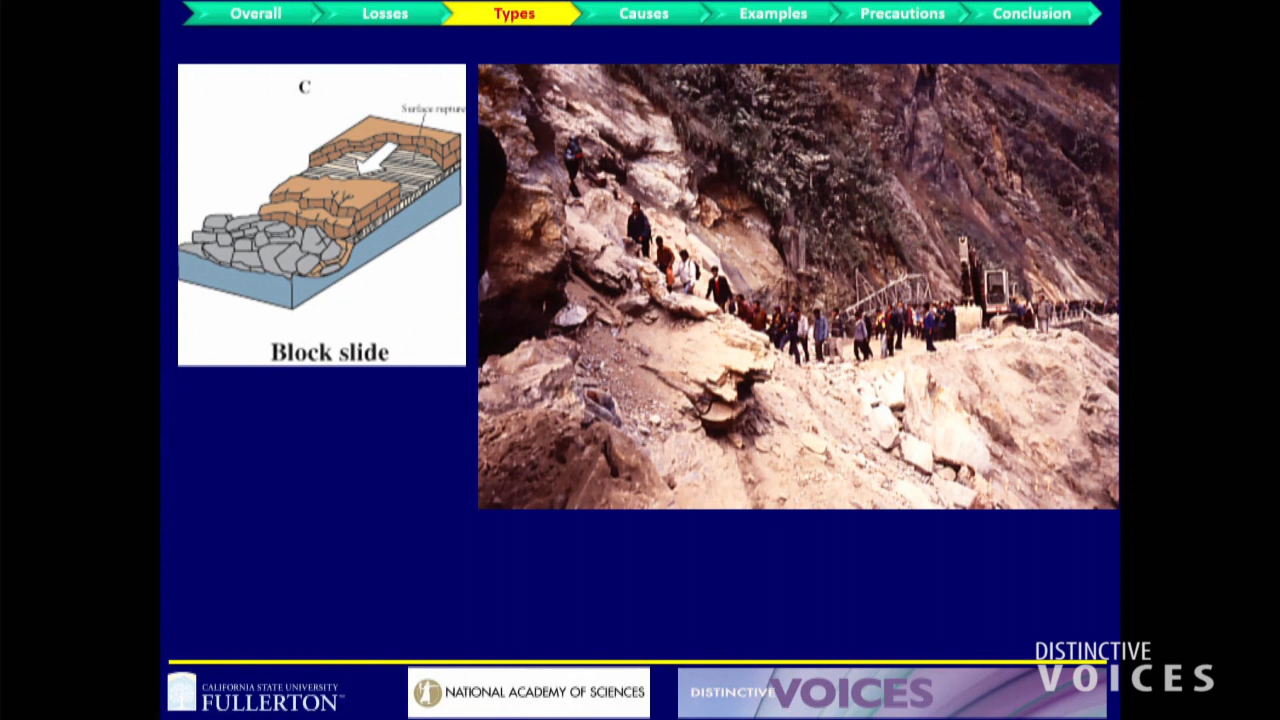 Overall
Losses
Types
Causes
Examples
Precautions
Conclusion
C
Surface rupture
Block slide
DISTINCTIVE
VOICES
CALIFORNIA STATE UNIVERSITY
FULLERTON™
NATIONAL ACADEMY OF SCIENCES
DISTINCTIVE VOICES